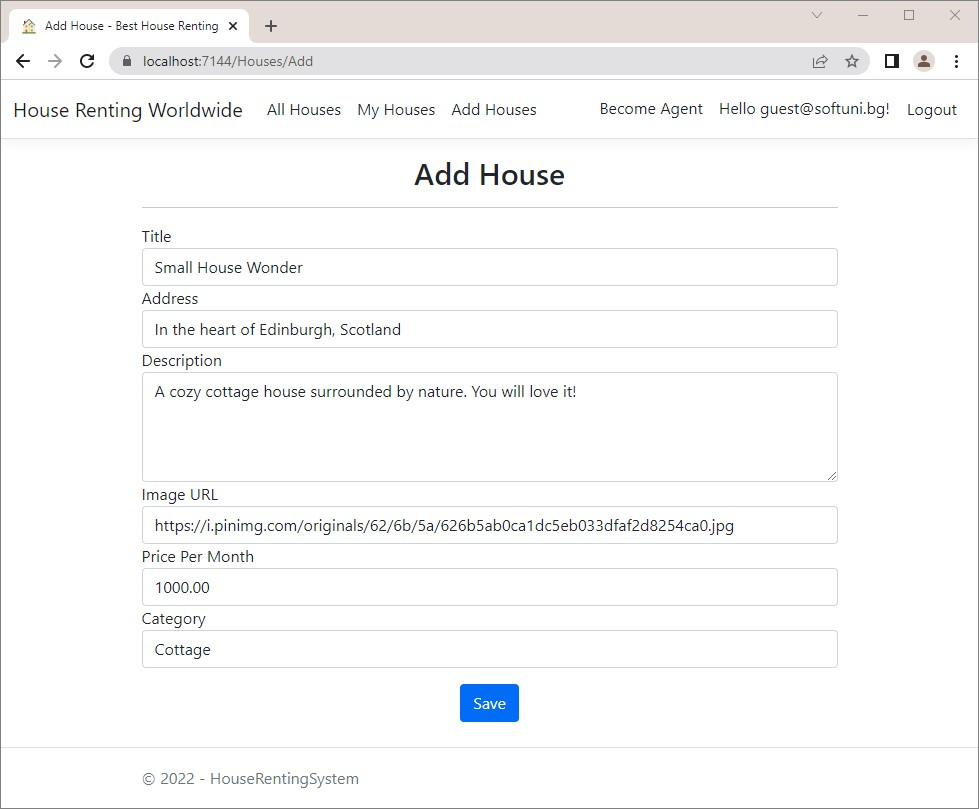 Add House - Best House Renting
localhost:7144/Houses/Add
House Renting Worldwide All Houses My Houses Add Houses Become Agent Hello guest@softuni.bg! Logout
Add House
Title
Small House Wonder
Address
In the heart of Edinburgh, Scotland
Description
A cozy cottage house surrounded by nature. You will love it!
Image URL
https://i.pinimg.com/originals/62/6b/5a/626b5ab0ca1dc5eb033dfaf2d8254ca0.jpg
Price Per Month
1000.00
Category
Cottage
Save
© 2022 - HouseRentingSystem